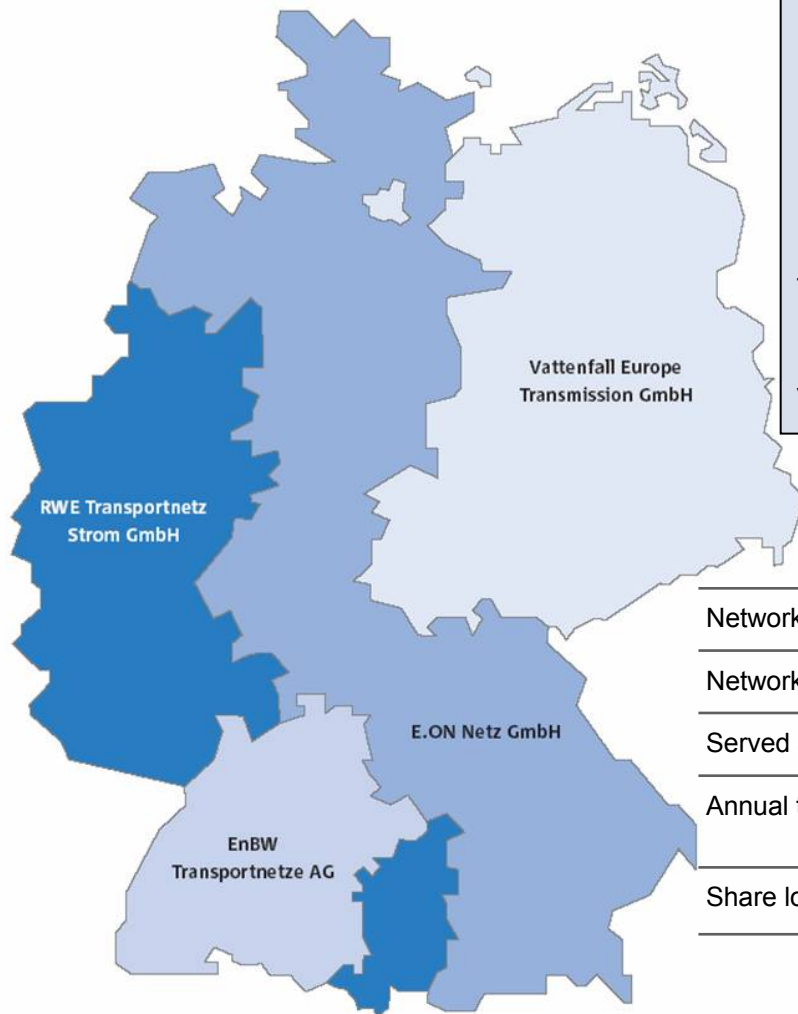 Vattenfall Europe
Transmission GmbH
RWE Transportnetz
Strom GmbH
E.ON Netz GmbH
EnBW
Transportnetze AG
Network
Network
Served
Annual
Share